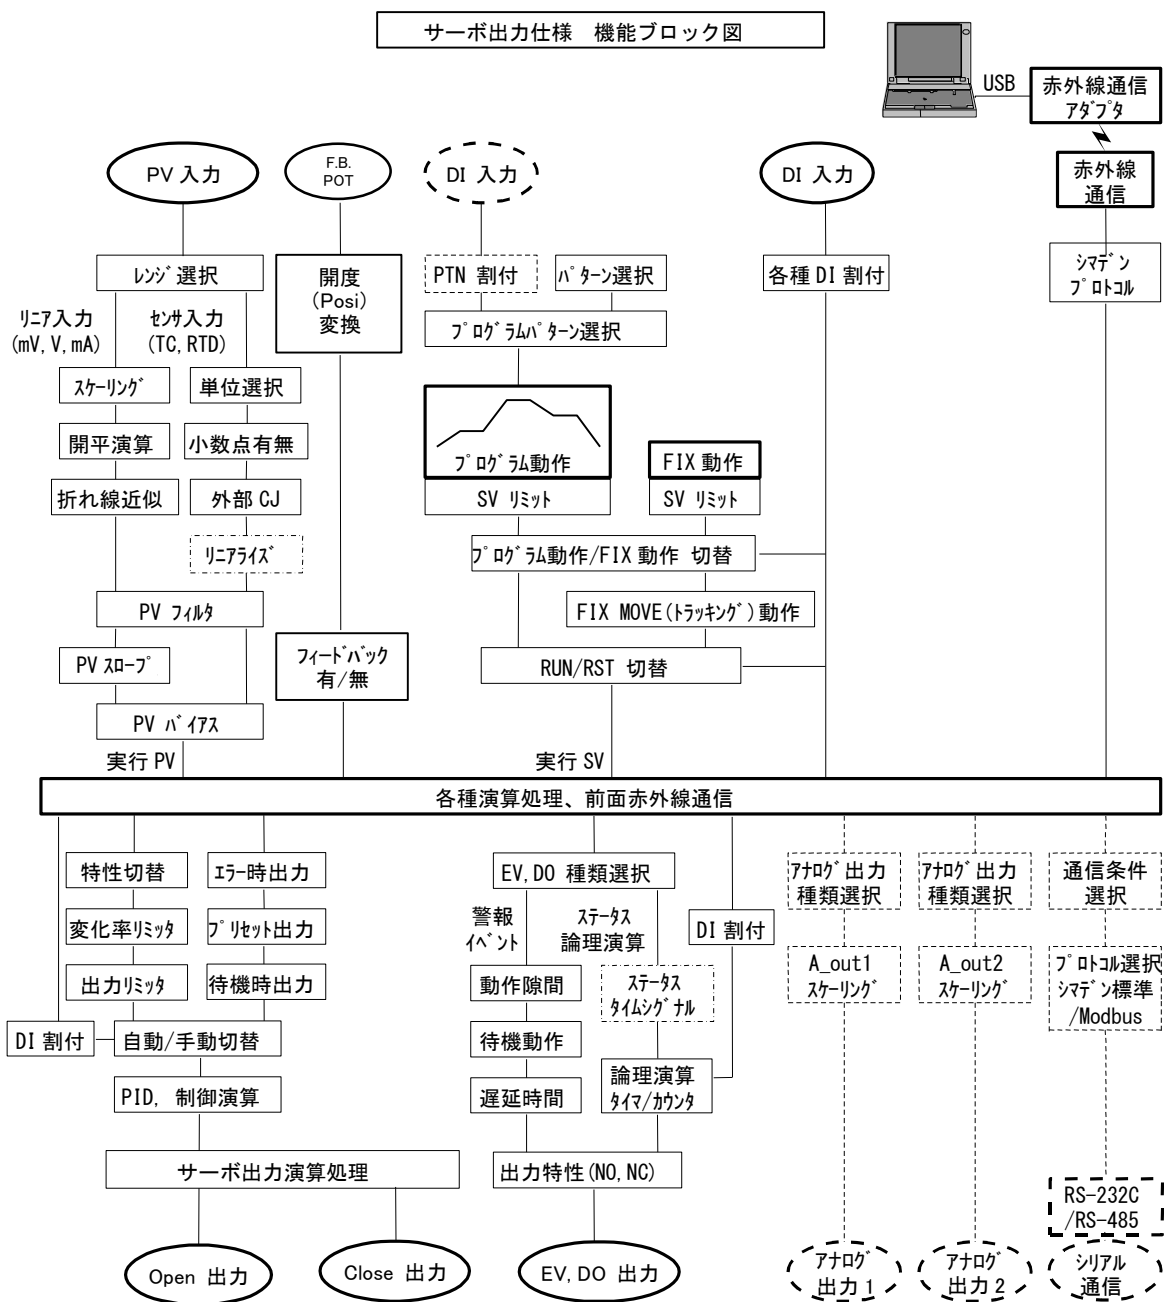 サーボ出力仕様 機能ブロック図
USB
赤外線通信
ｱﾀﾞﾌﾟﾀ
PV 入力
F.B.
POT
DI 入力
DI 入力
赤外線
通信
ﾚﾝｼﾞ選択
開度
(Posi)
変換
PTN 割付
ﾊﾟﾀｰﾝ選択
各種 DI 割付
ｼﾏﾃﾞﾝ
ﾌﾟﾛﾄｺﾙ
ﾘﾆｱ入力
(mV, V, mA)
ｾﾝｻ入力
(TC, RTD)
ﾌﾟﾛｸﾞﾗﾑﾊﾟﾀｰﾝ選択
ｽｹｰﾘﾝｸﾞ
単位選択
開平演算
小数点有無
ﾌﾟﾛｸﾞﾗﾑ動作
FIX 動作
折れ線近似
外部 CJ
SV ﾘﾐｯﾄ
SV ﾘﾐｯﾄ
ﾘﾆｱﾗｲｽﾞ
ﾌﾟﾛｸﾞﾗﾑ動作/FIX 動作 切替
PV ﾌｨﾙﾀ
FIX MOVE(ﾄﾗｯｷﾝｸﾞ)動作
PV ｽﾛｰﾌﾟ
ﾌｨｰﾄﾞﾊﾞｯｸ
有/無
RUN/RST 切替
PV ﾊﾞｲｱｽ
実行 PV
実行 SV
各種演算処理、前面赤外線通信
特性切替
ｴﾗｰ時出力
EV, DO 種類選択
ｱﾅﾛｸﾞ出力
種類選択
ｱﾅﾛｸﾞ出力
種類選択
通信条件
選択
変化率ﾘﾐｯﾀ
ﾌﾟﾘｾｯﾄ出力
警報
ｲﾍﾞﾝﾄ
ｽﾃｰﾀｽ
論理演算
DI 割付
出力ﾘﾐｯﾀ
待機時出力
動作隙間
ｽﾃｰﾀｽ
ﾀｲﾑｼｸﾞﾅﾙ
A_out1
ｽｹｰﾘﾝｸﾞ
A_out2
ｽｹｰﾘﾝｸﾞ
ﾌﾟﾛﾄｺﾙ選択
ｼﾏﾃﾞﾝ標準
/Modbus
DI 割付
自動/手動切替
待機動作
PID, 制御演算
遅延時間
論理演算
ﾀｲﾏ/ｶｳﾝﾀ
サーボ出力演算処理
出力特性(NO, NC)
RS-232C
/RS-485
Open 出力
Close 出力
EV, DO 出力
ｱﾅﾛｸﾞ
出力 1
ｱﾅﾛｸﾞ
出力 2
ｼﾘｱﾙ
通信